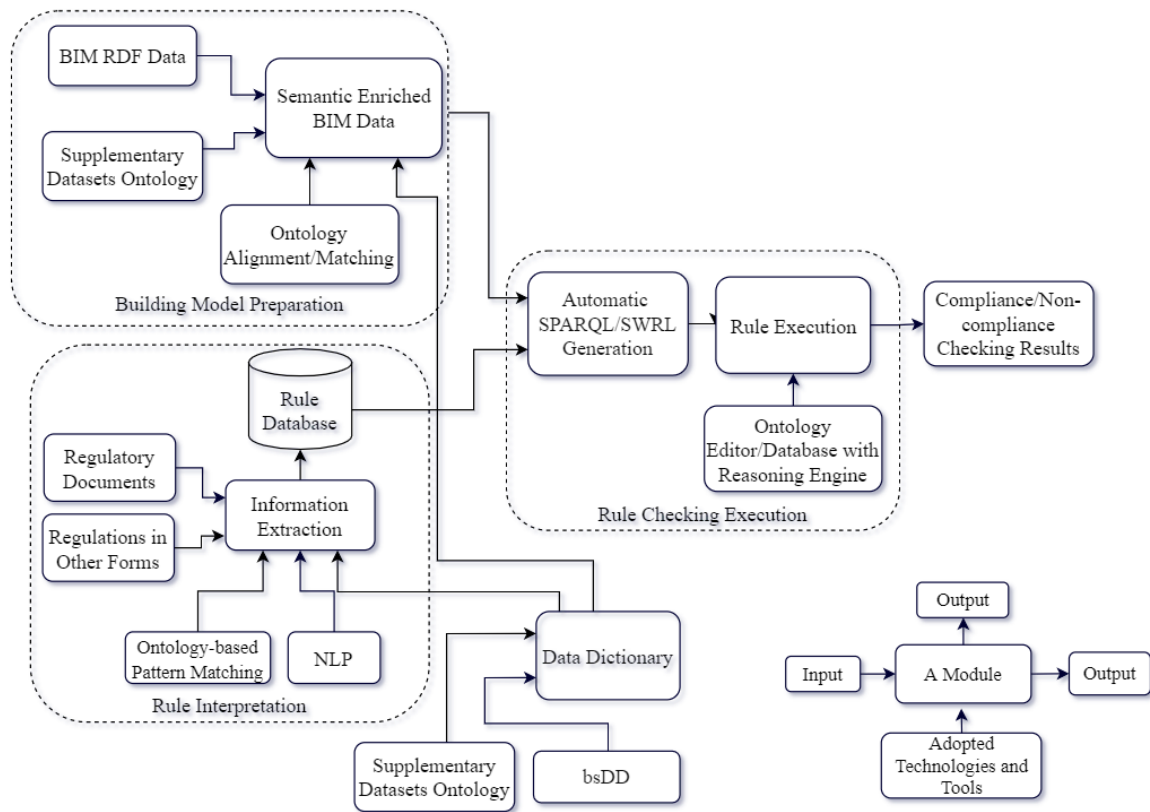 BIM RDF Data
Semantic Enriched
BIM Data
Supplementary
Datasets Ontology
Ontology
Alignment/Matching
Building Model Preparation
Automatic
SPARQL/SWRL
Generation
Rule Execution
Compliance/Non-
compliance
Checking Results
Ontology
Editor/Database with
Reasoning Engine
Rule Checking Execution
Rule
Database
Regulatory
Documents
Information
Extraction
Regulations in
Other Forms
Ontology-based
Pattern Matching
NLP
Rule Interpretation
Data Dictionary
Supplementary
Datasets Ontology
bsDD
Output
Input
A Module
Output
Adopted
Technologies and
Tools